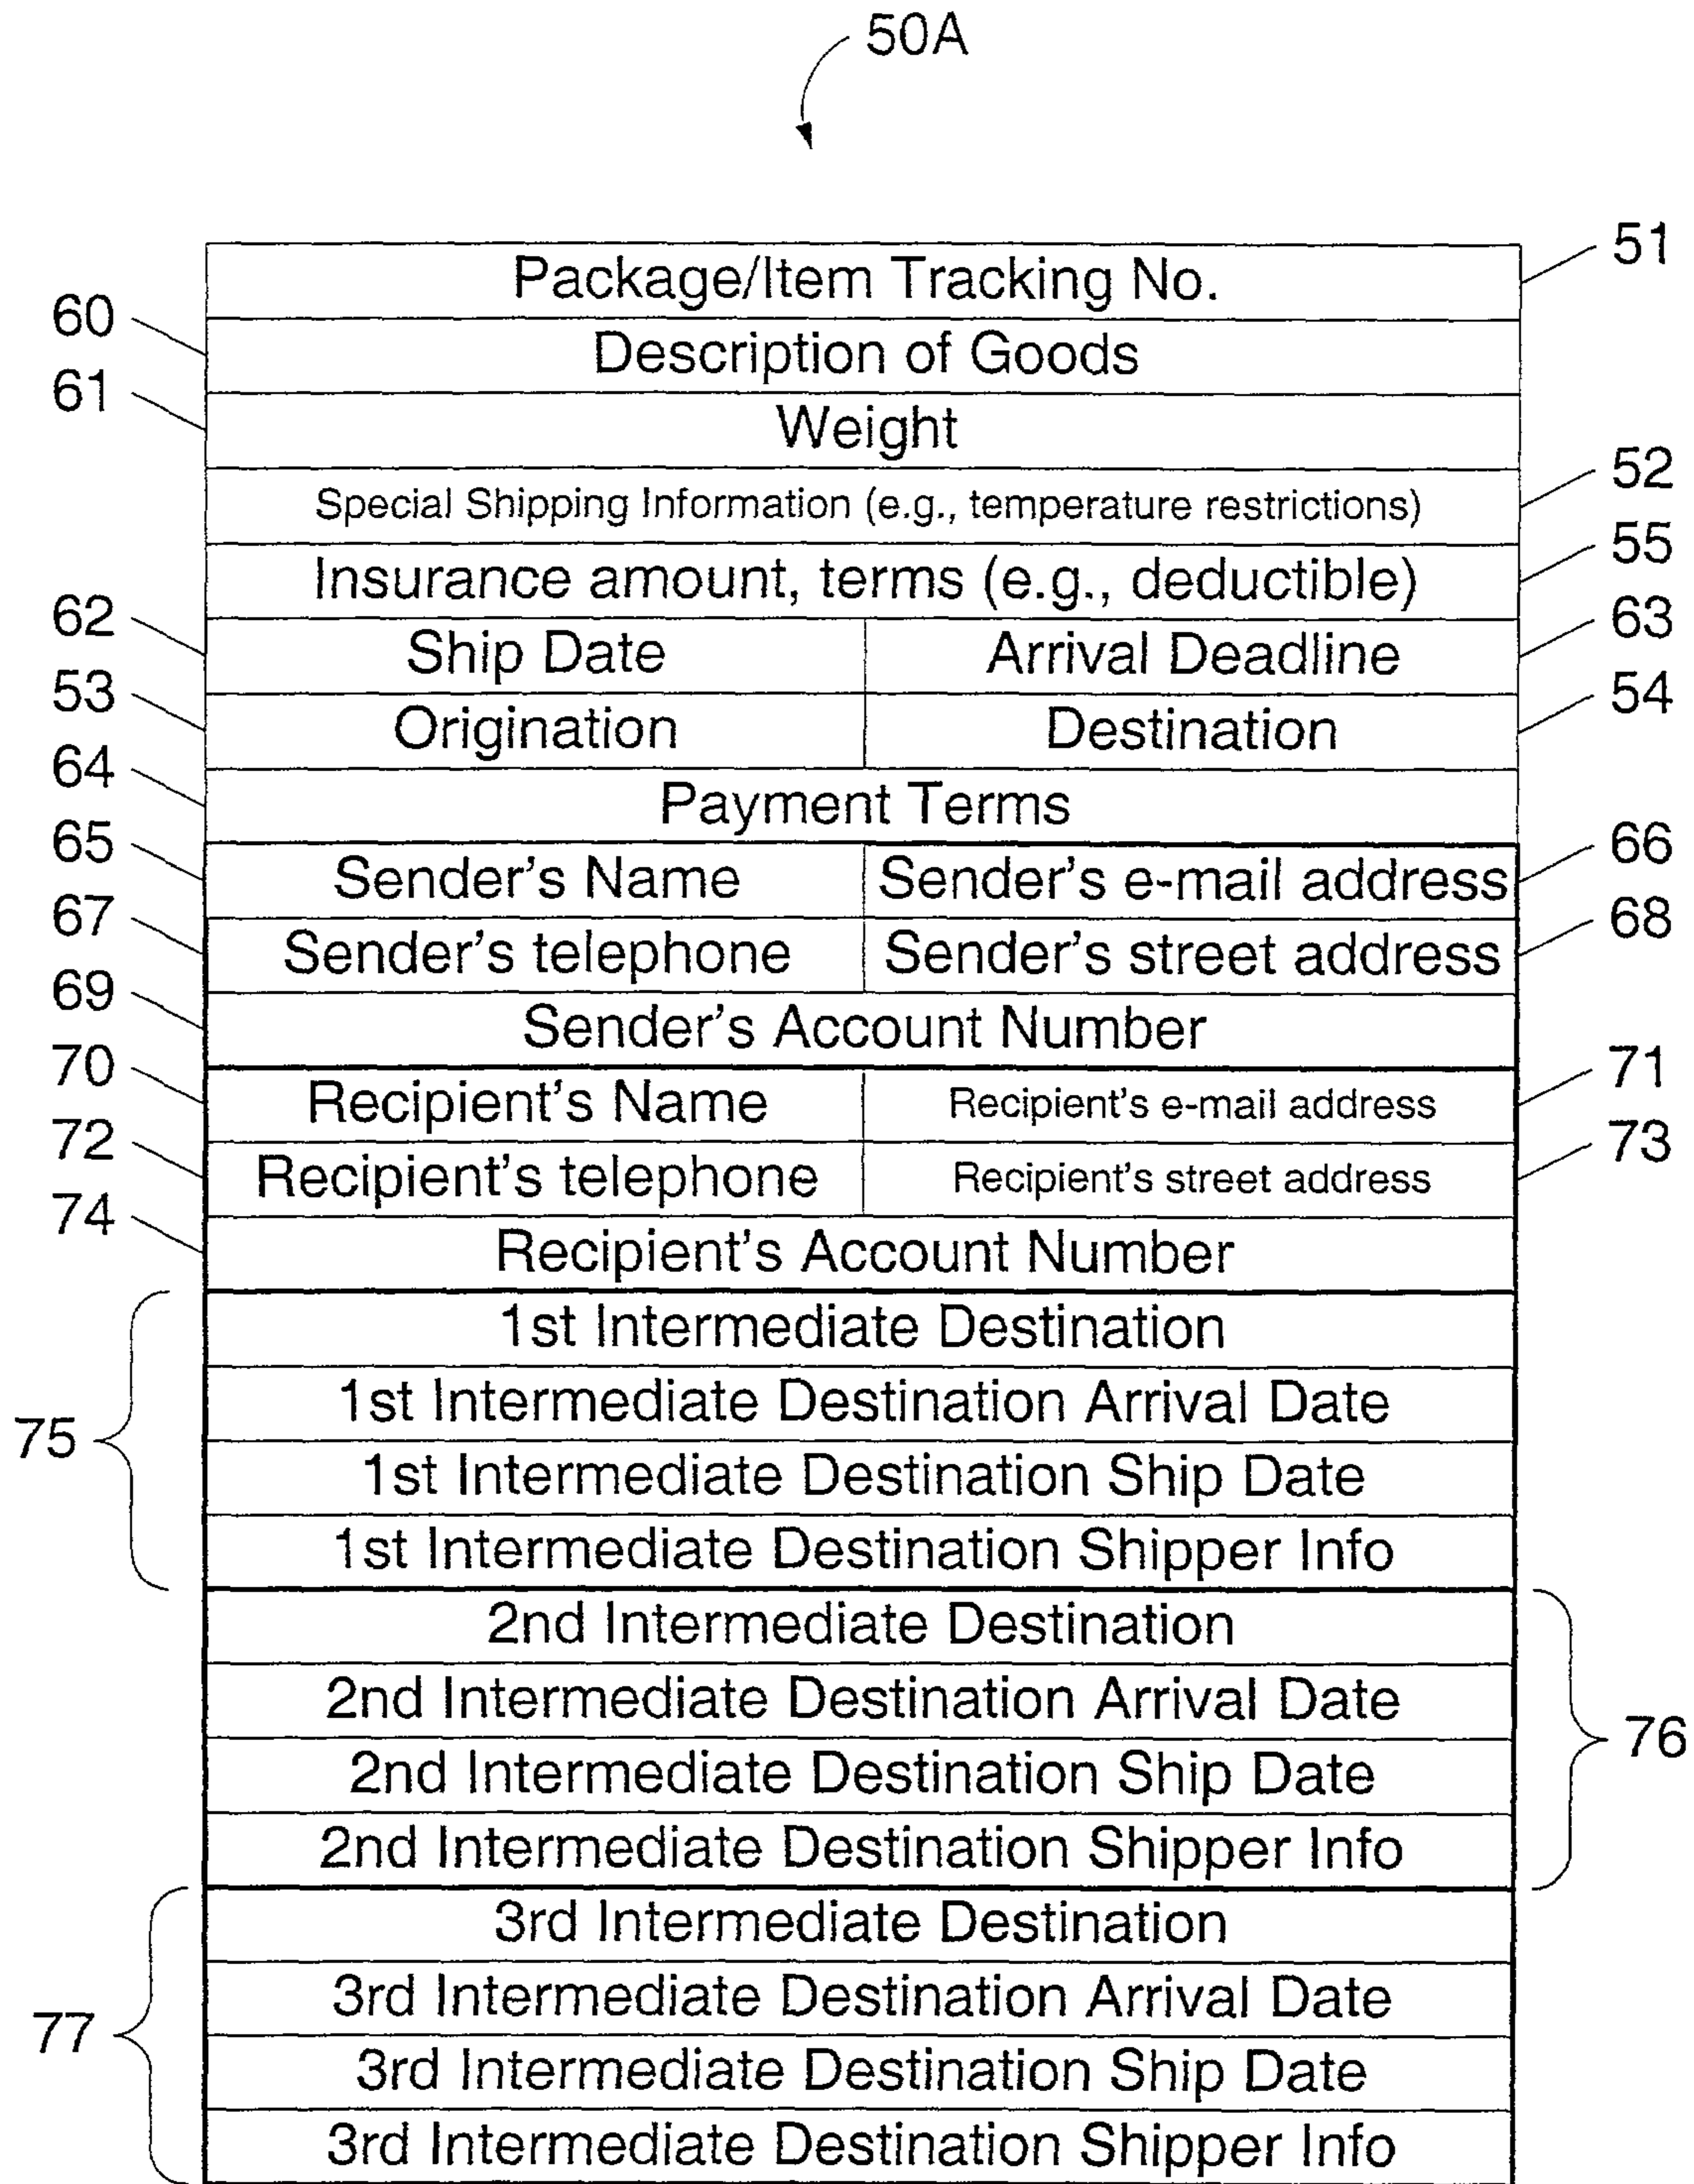 50A
Package/Item Tracking No. 51
60 Description of Goods
61 Weight
Special Shipping Information (e.g., temperature restrictions) 52
Insurance amount, terms (e.g., deductible) 55
62 Ship Date Arrival Deadline 63
53 Origination Destination 54
64 Payment Terms
65 Sender's Name Sender's e-mail address 66
67 Sender's telephone Sender's street address 68
69 Sender's Account Number
70 Recipient's Name Recipient's e-mail address 71
72 Recipient's telephone Recipient's street address 73
74 Recipient's Account Number
1st Intermediate Destination
1st Intermediate Destination Arrival Date
75
1st Intermediate Destination Ship Date
1st Intermediate Destination Shipper Info
2nd Intermediate Destination
2nd Intermediate Destination Arrival Date
76
2nd Intermediate Destination Ship Date
2nd Intermediate Destination Shipper Info
3rd Intermediate Destination
3rd Intermediate Destination Arrival Date
77
3rd Intermediate Destination Ship Date
3rd Intermediate Destination Shipper Info